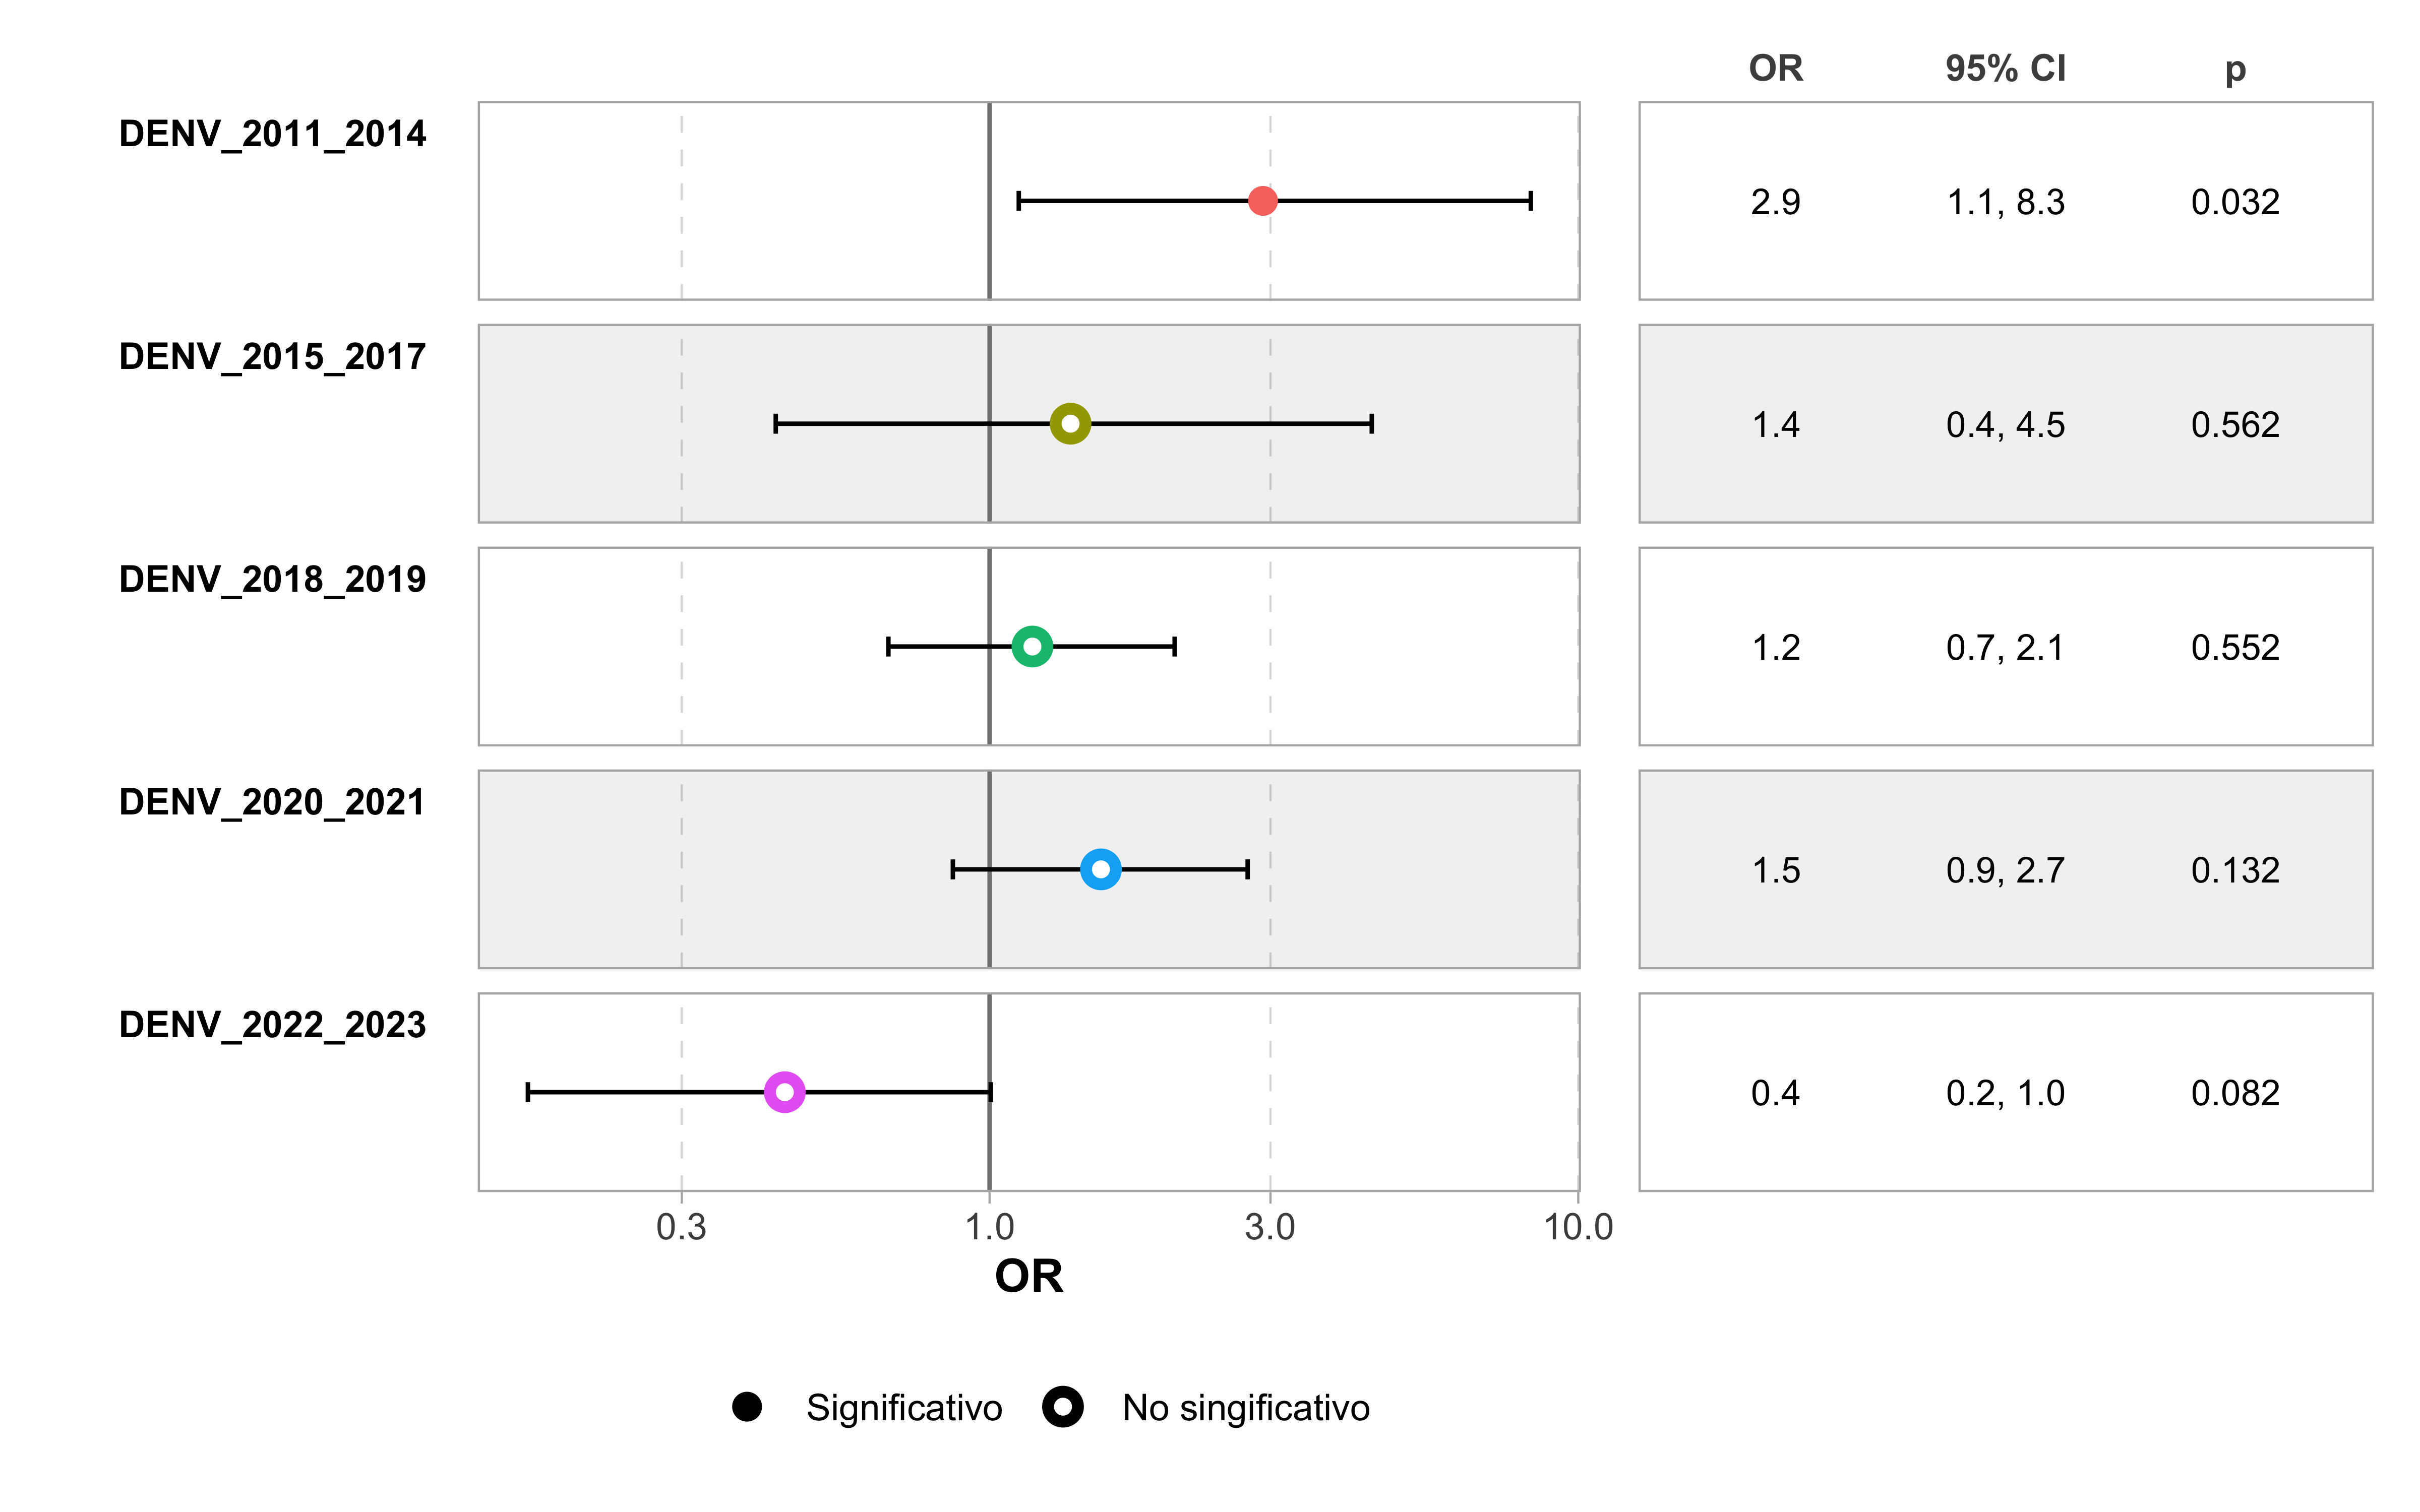 OR 95% CI p
DENV_2011_2014
2.9 1.1, 8.3 0.032
DENV_2015_2017
1.4 0.4, 4.5 0.562
DENV_2018_2019
1.2 0.7, 2.1 0.552
DENV_2020_2021
1.5 0.9, 2.7 0.132
DENV_2022_2023
0.4 0.2, 1.0 0.082
0.3 1.0 3.0 10.0
OR
Significativo No singificativo